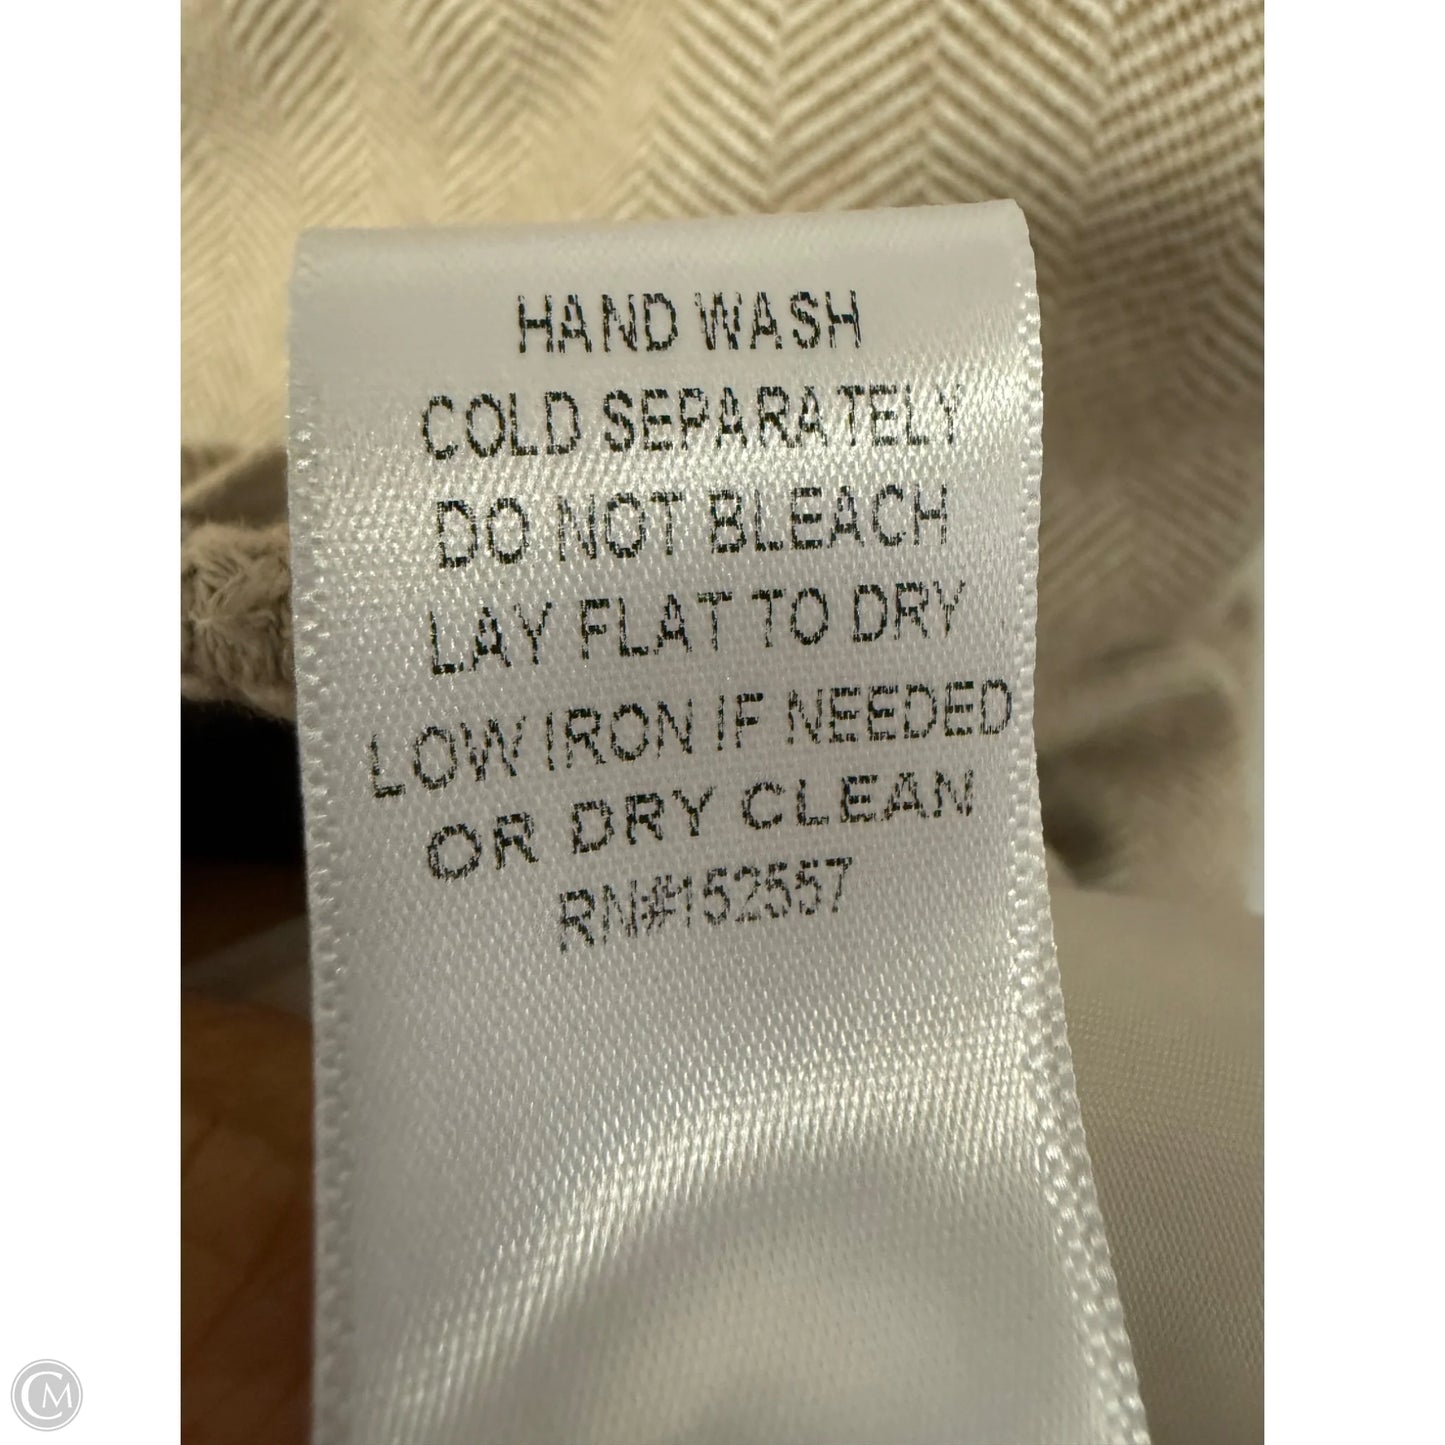 HAND WASH
COLD SEPARATELY
DO NOT BLEACH
LAY FLAT TO DRY
LOW IRON IF NEEDED
OR DRY CLEAN
RN#152557
CM